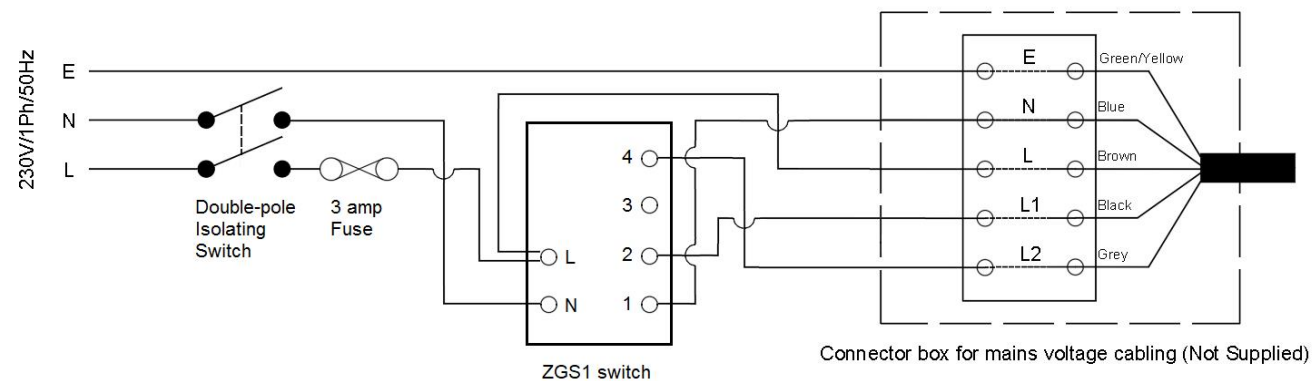 230V/1Ph/50Hz
E
N
L
Double-pole
Isolating
Switch
3 amp
Fuse
L
N
4
3
2
1
ZGS1 switch
E
Green/Yellow
N
Blue
L
Brown
L1
Black
L2
Grey
Connector box for mains voltage cabling (Not Supplied)